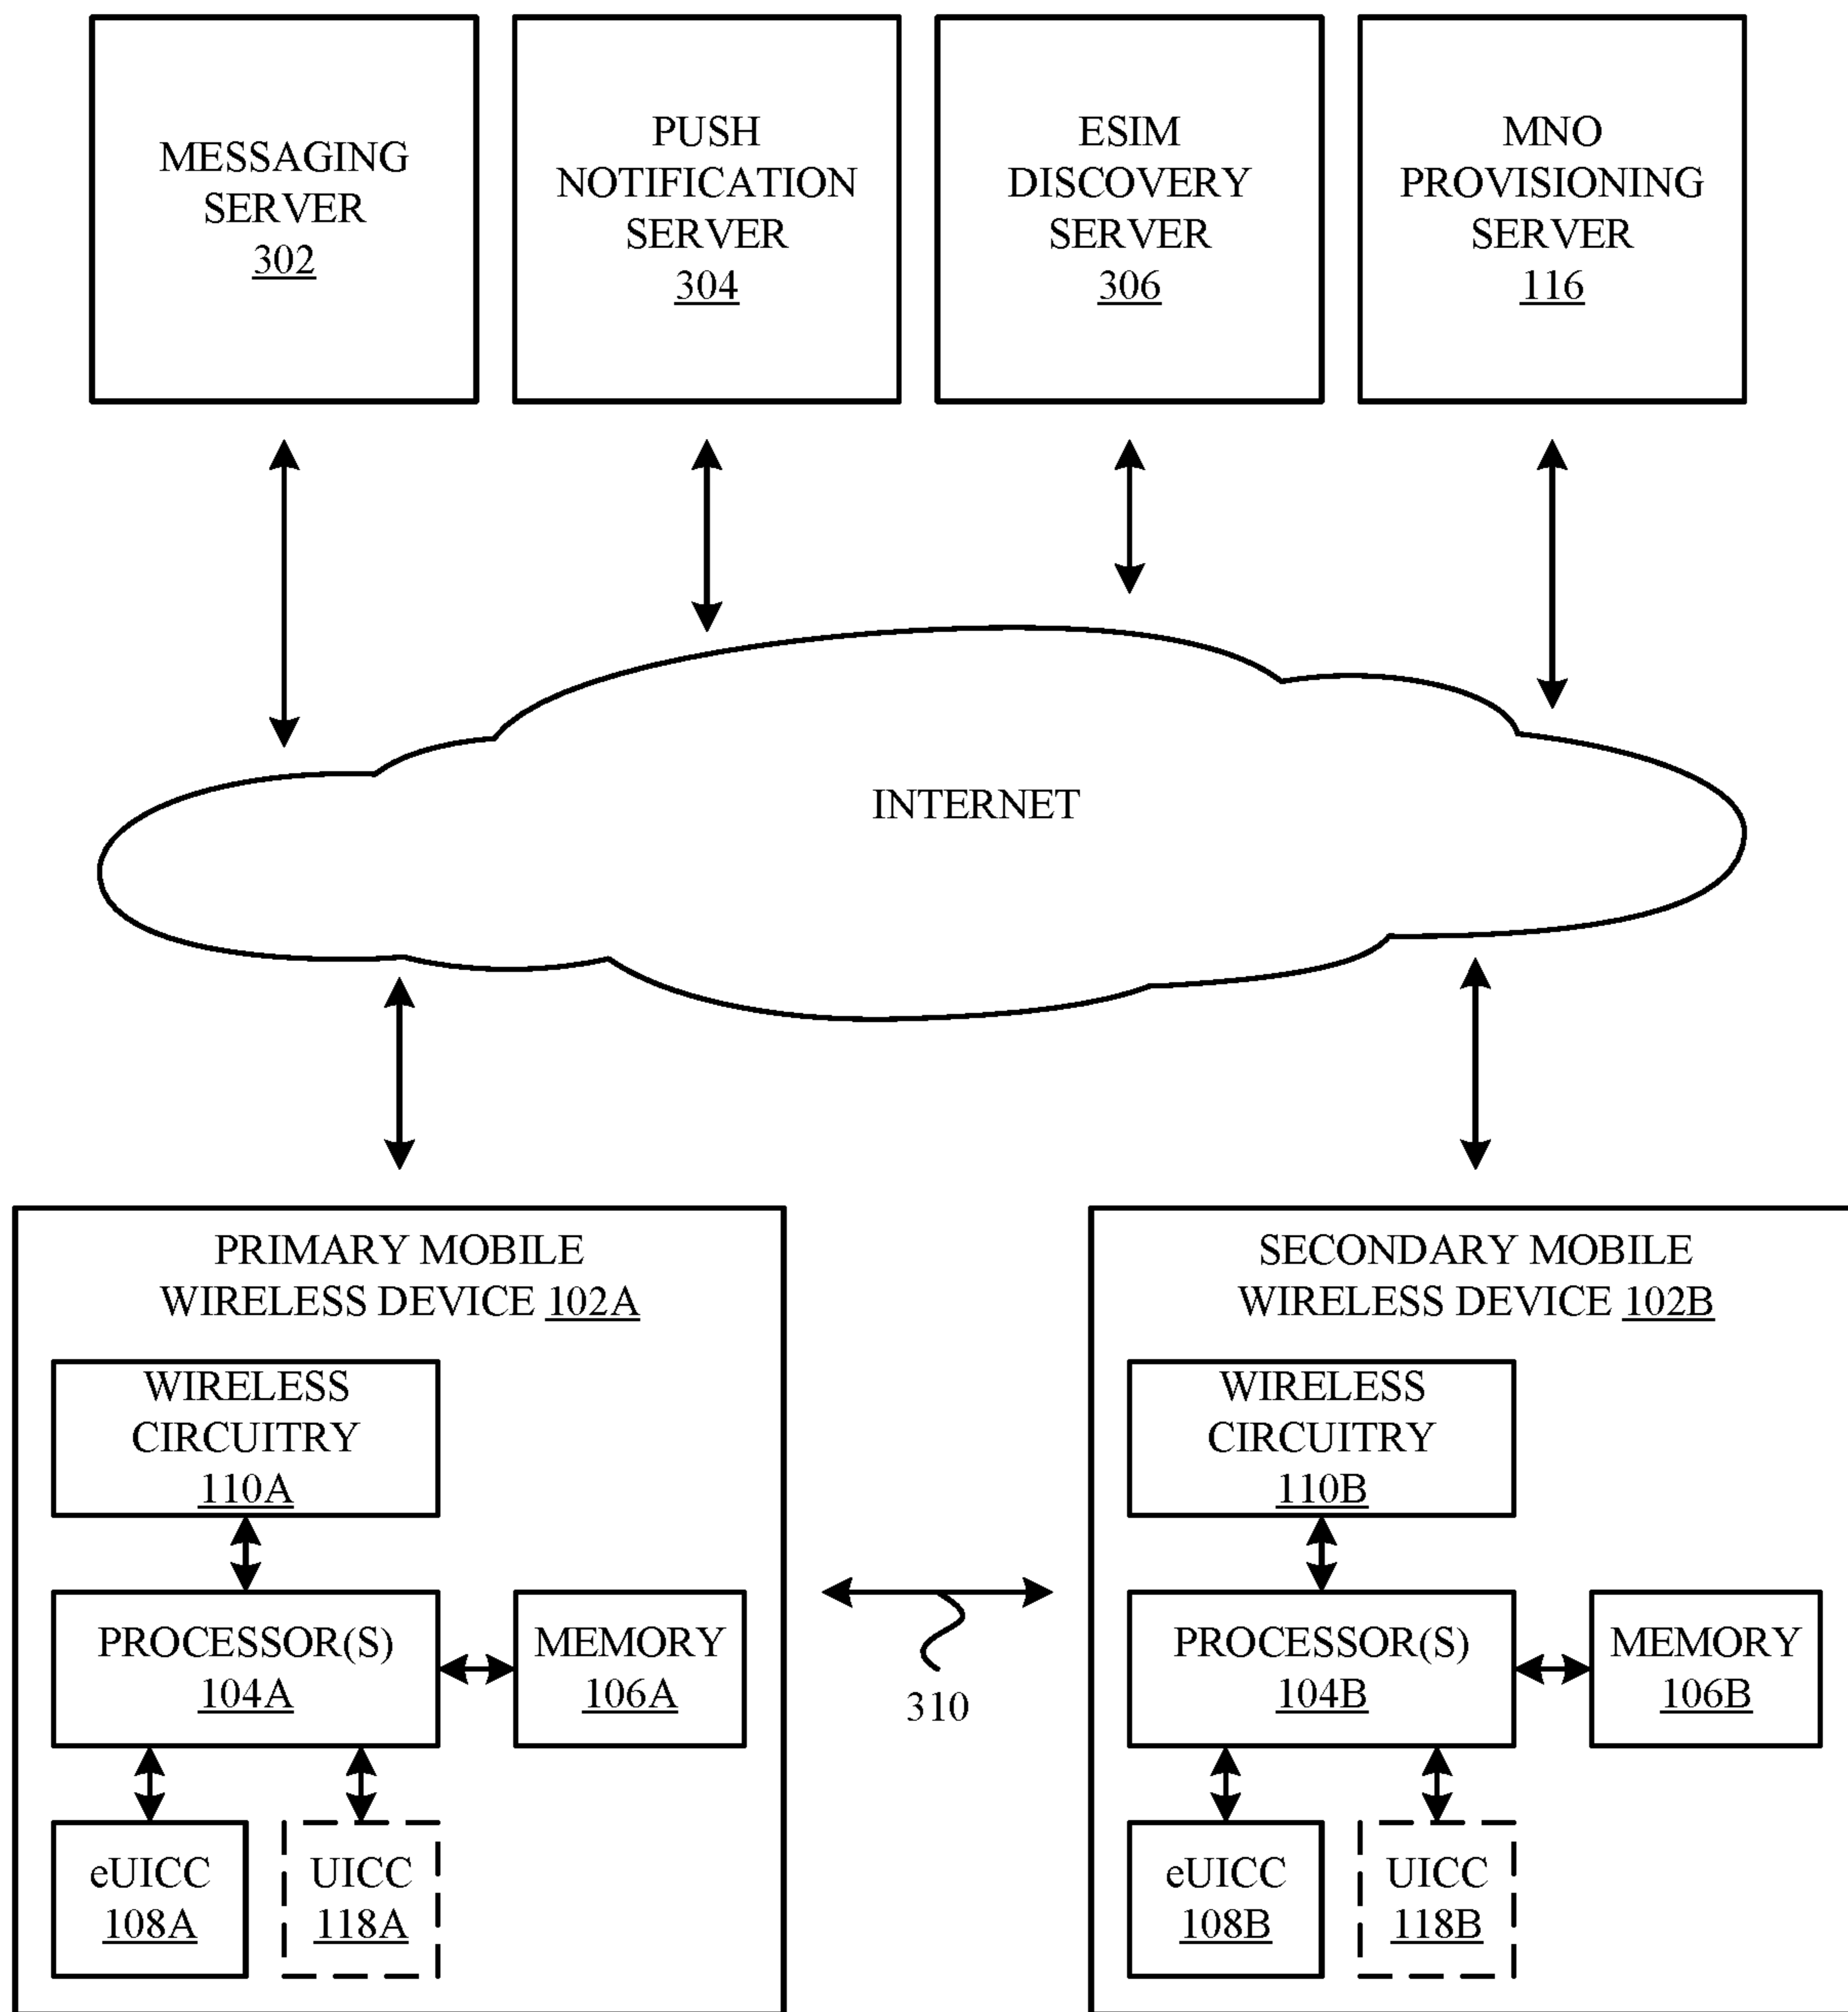 MESSAGING
SERVER
302
PUSH
NOTIFICATION
SERVER
304
ESIM
DISCOVERY
SERVER
306
MNO
PROVISIONING
SERVER
116
INTERNET
PRIMARY MOBILE
WIRELESS DEVICE 102A
WIRELESS
CIRCUITRY
110A
PROCESSOR(S)
104A
MEMORY
106A
eUICC
108A
UICC
118A
310
SECONDARY MOBILE
WIRELESS DEVICE 102B
WIRELESS
CIRCUITRY
110B
PROCESSOR(S)
104B
MEMORY
106B
eUICC
108B
UICC
118B